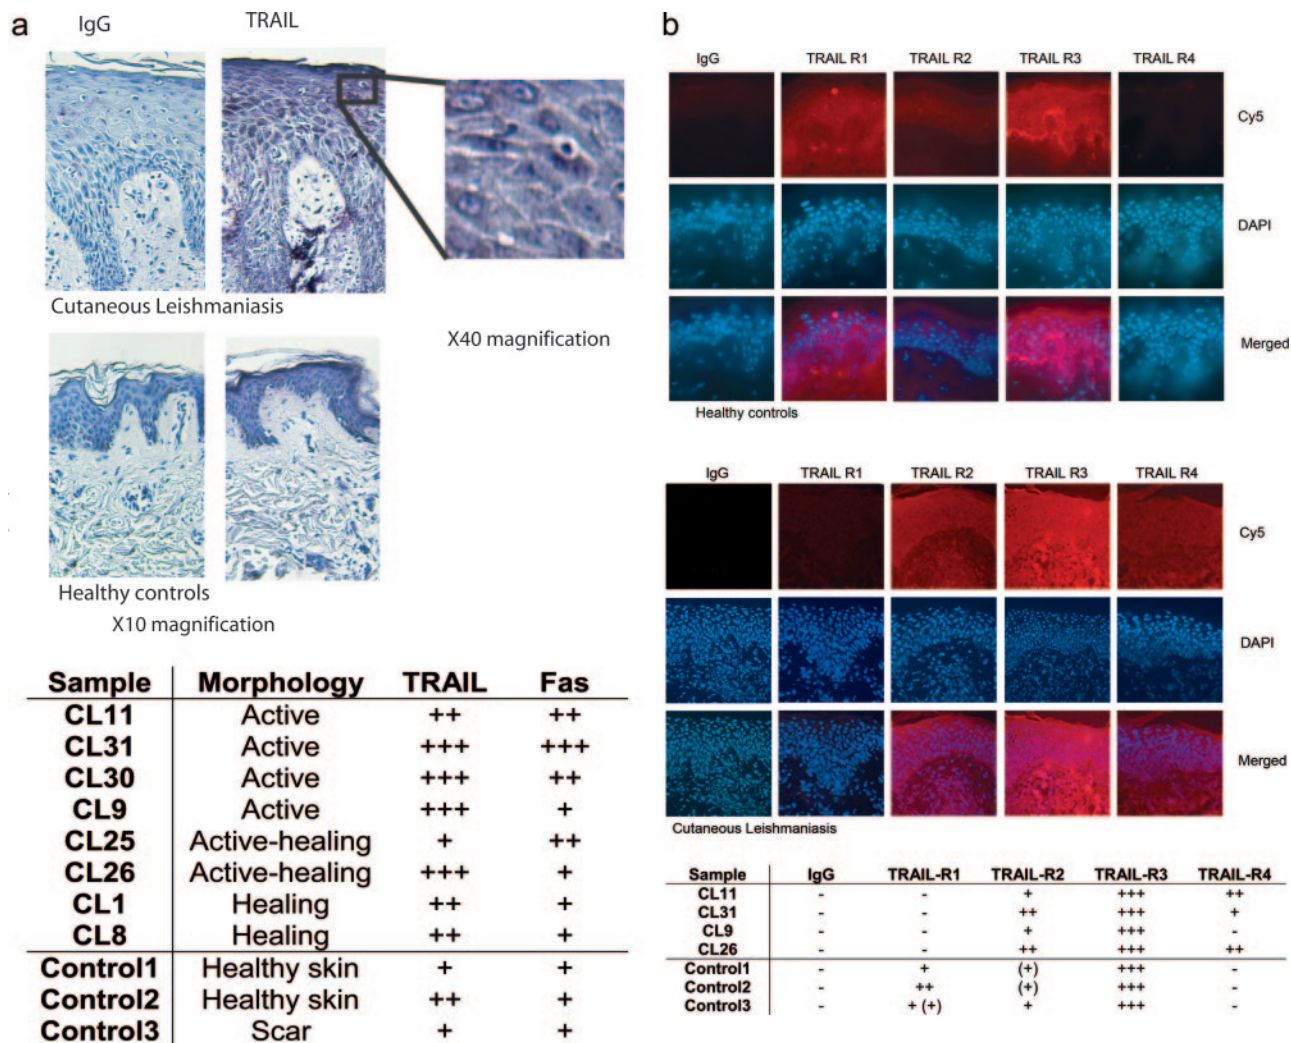 a
IgG
TRAIL
Cutaneous Leishmaniasis
X40 magnification
Healthy controls
X10 magnification
Sample Morphology TRAIL Fas
CL11 Active ++ ++
CL31 Active +++ +++
CL30 Active +++ ++
CL9 Active +++ +
CL25 Active-healing + ++
CL26 Active-healing +++ +
CL1 Healing ++ +
CL8 Healing ++ +
Control1 Healthy skin + +
Control2 Healthy skin ++ +
Control3 Scar + +
b
IgG TRAIL R1 TRAIL R2 TRAIL R3 TRAIL R4
Cy5
DAPI
Merged
Healthy controls
IgG TRAIL R1 TRAIL R2 TRAIL R3 TRAIL R4
Cy5
DAPI
Merged
Cutaneous Leishmaniasis
Sample IgG TRAIL-R1 TRAIL-R2 TRAIL-R3 TRAIL-R4
CL11 - - + +++ ++
CL31 - - ++ +++ +
CL9 - - + +++ -
CL26 - - ++ +++ ++
Control1 - + (+) +++ -
Control2 - ++ (+) +++ -
Control3 - + (+) + +++ -